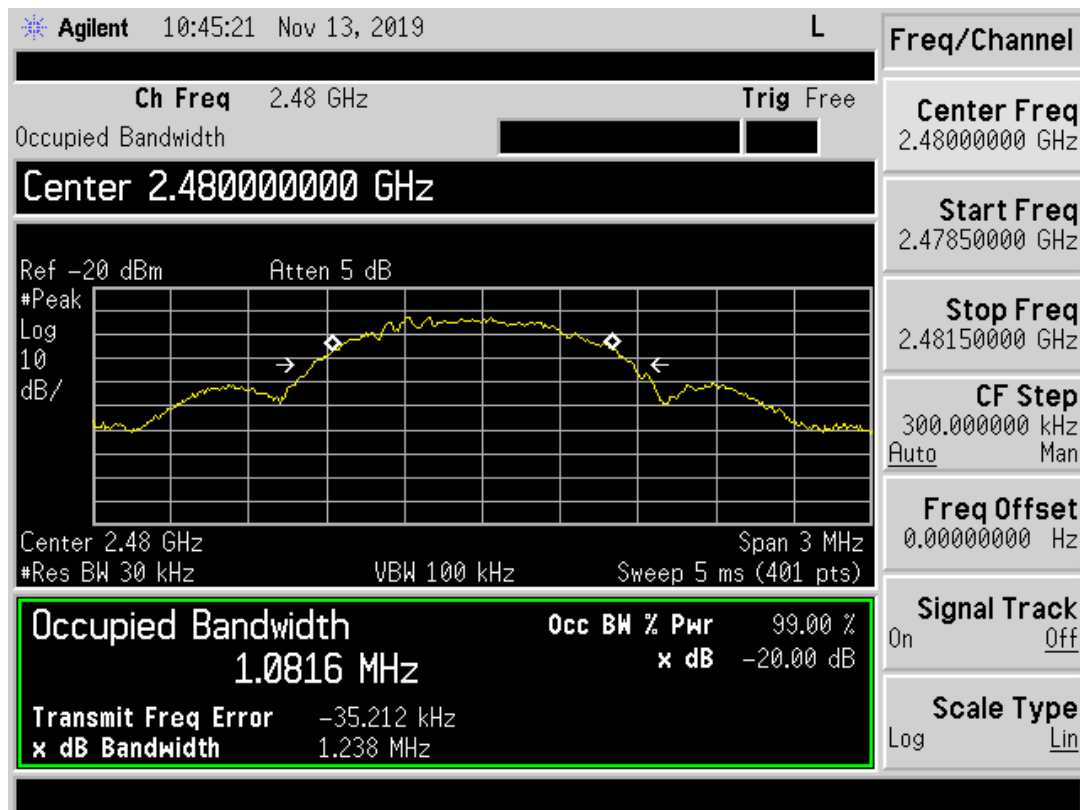 Agilent 10:45:21 Nov 13, 2019 L
Ch Freq 2.48 GHz Trig Free
Occupied Bandwidth
Center 2.480000000 GHz
Ref -20 dBm Atten 5 dB
#Peak
Log
10
dB/
Center 2.48 GHz Span 3 MHz
#Res BW 30 kHz VBW 100 kHz Sweep 5 ms (401 pts)
Occupied Bandwidth Occ BW % Pwr 99.00 %
1.0816 MHz x dB -20.00 dB
Transmit Freq Error -35.212 kHz
x dB Bandwidth 1.238 MHz
Freq/Channel
Center Freq
2.48000000 GHz
Start Freq
2.47850000 GHz
Stop Freq
2.48150000 GHz
CF Step
300.000000 kHz
Auto Man
Freq Offset
0.00000000 Hz
Signal Track
On Off
Scale Type
Log Lin